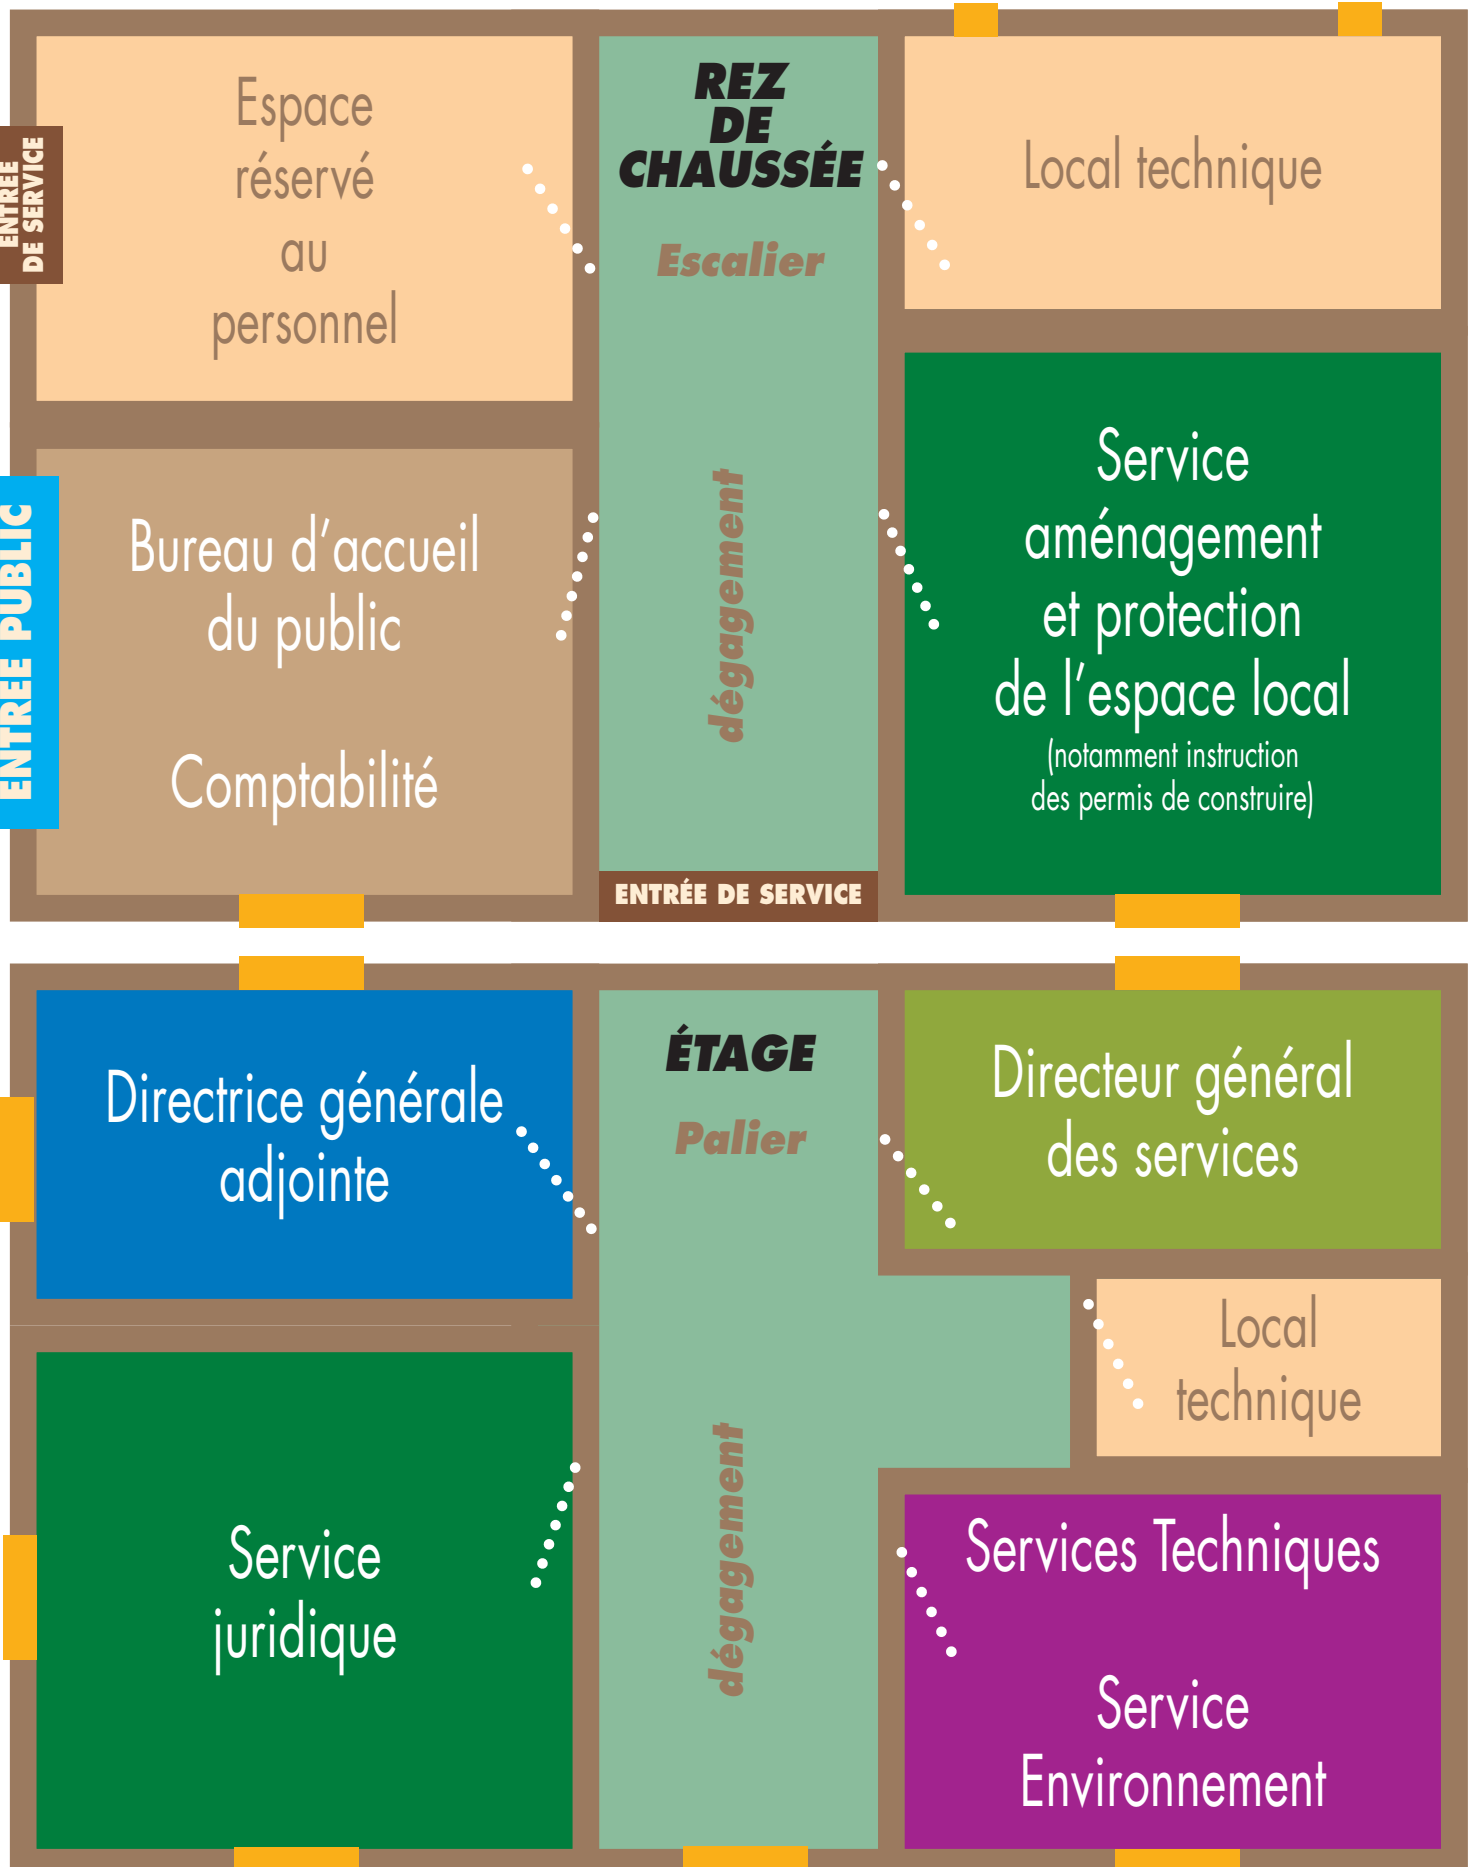 REZ
DE
CHAUSSÉE
Escalier
dégagement
Espace
réservé
au
personnel
ENTREE
DE SERVICE
Local technique
ENTREE PUBLIC
Bureau d’accueil
du public
Comptabilité
Service
aménagement
et protection
de l’espace local
(notamment instruction
des permis de construire)
ENTRÉE DE SERVICE
ÉTAGE
Palier
dégagement
Directrice générale
adjointe
Directeur général
des services
Local
technique
Service
juridique
Services Techniques
Service
Environnement